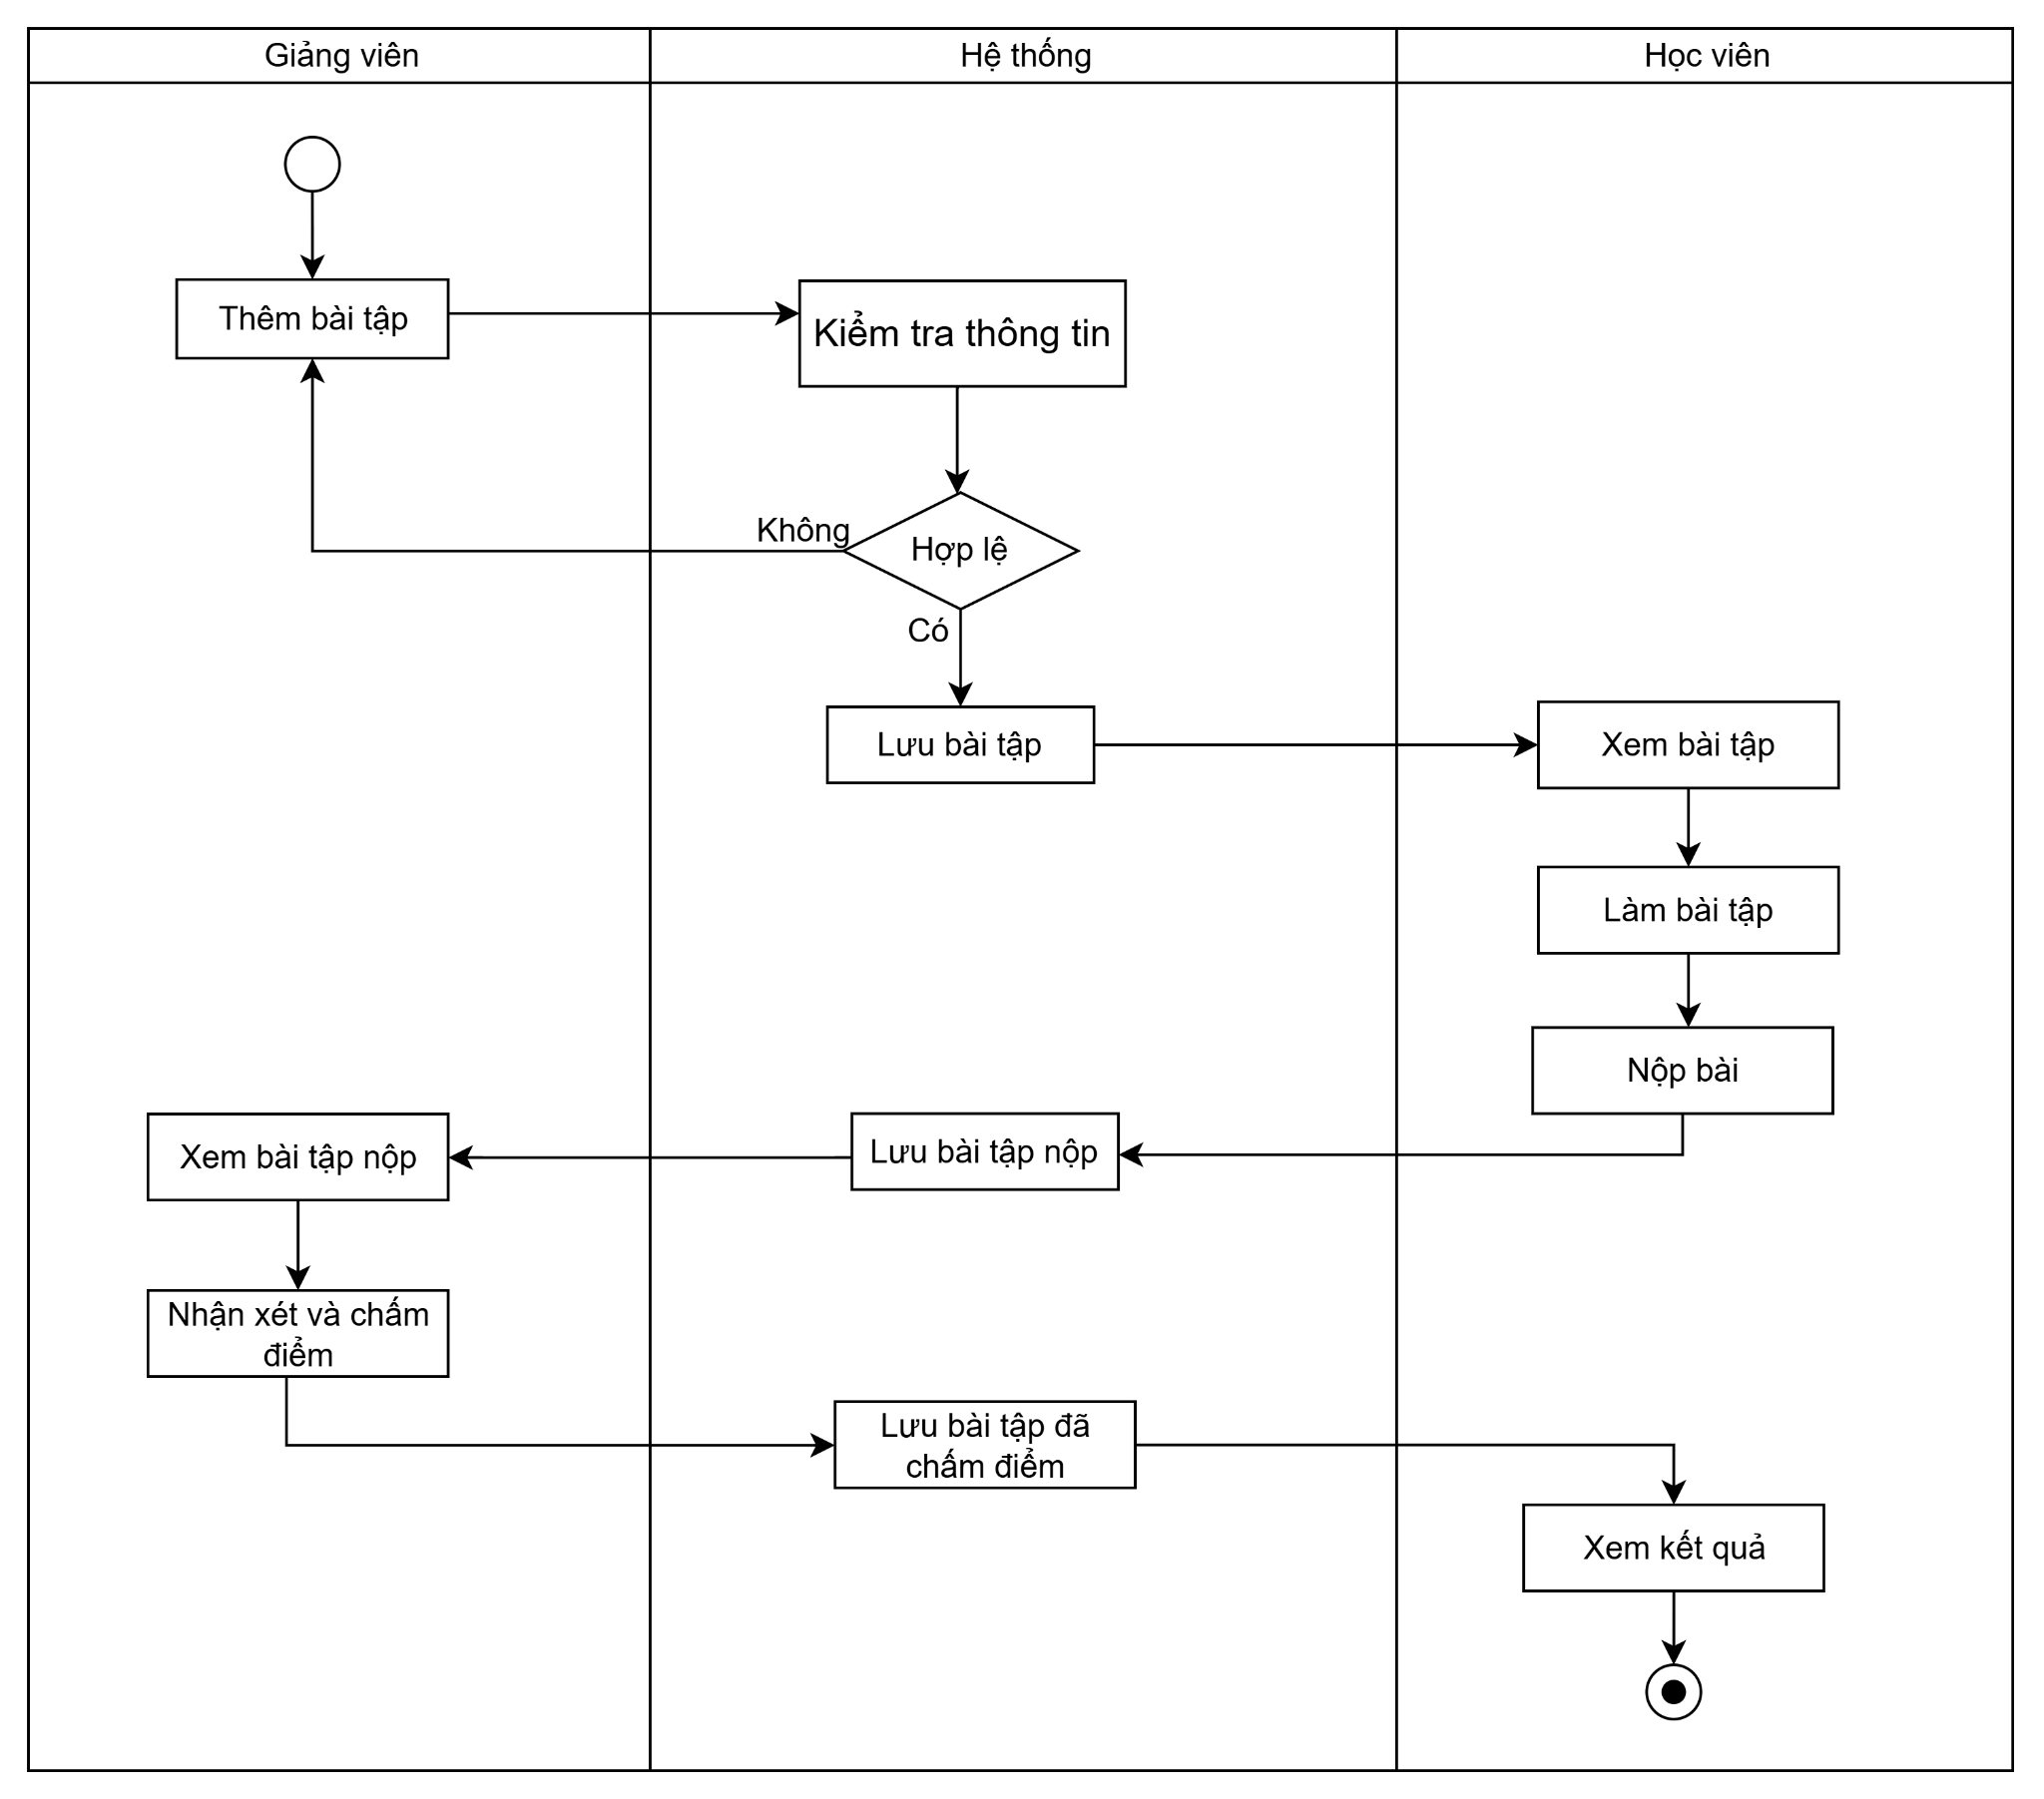 Giảng viên
Hệ thống
Học viên
Thêm bài tập
Kiểm tra thông tin
Không
Hợp lệ
Có
Lưu bài tập
Xem bài tập
Làm bài tập
Nộp bài
Xem bài tập nộp
Lưu bài tập nộp
Nhận xét và chấm
điểm
Lưu bài tập đã
chấm điểm
Xem kết quả